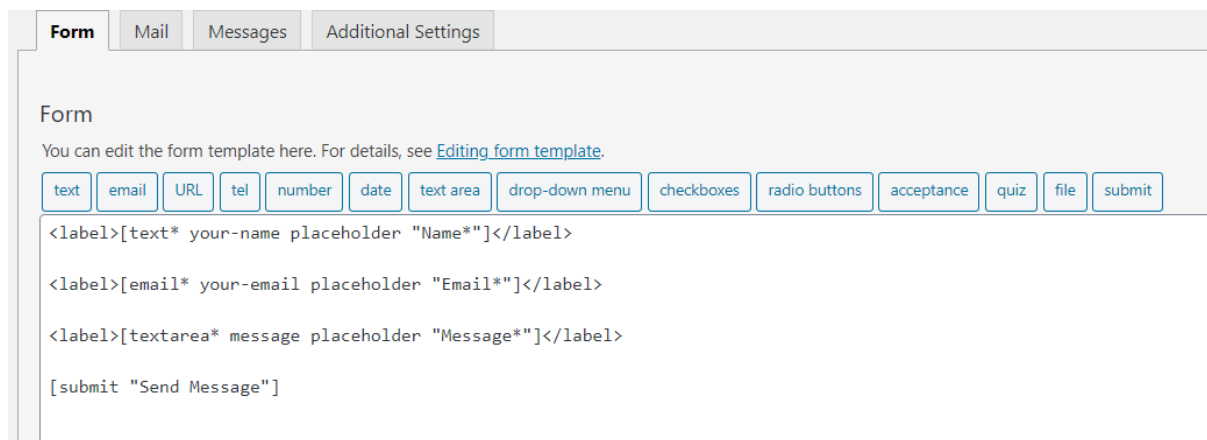 Form Mail Messages Additional Settings
Form
You can edit the form template here. For details, see Editing form template.
text email URL tel number date text area drop-down menu checkboxes radio buttons acceptance quiz file submit
<label>[text* your-name placeholder "Name*"]</label>
<label>[email* your-email placeholder "Email*"]</label>
<label>[textarea* message placeholder "Message*"]</label>
[submit "Send Message"]